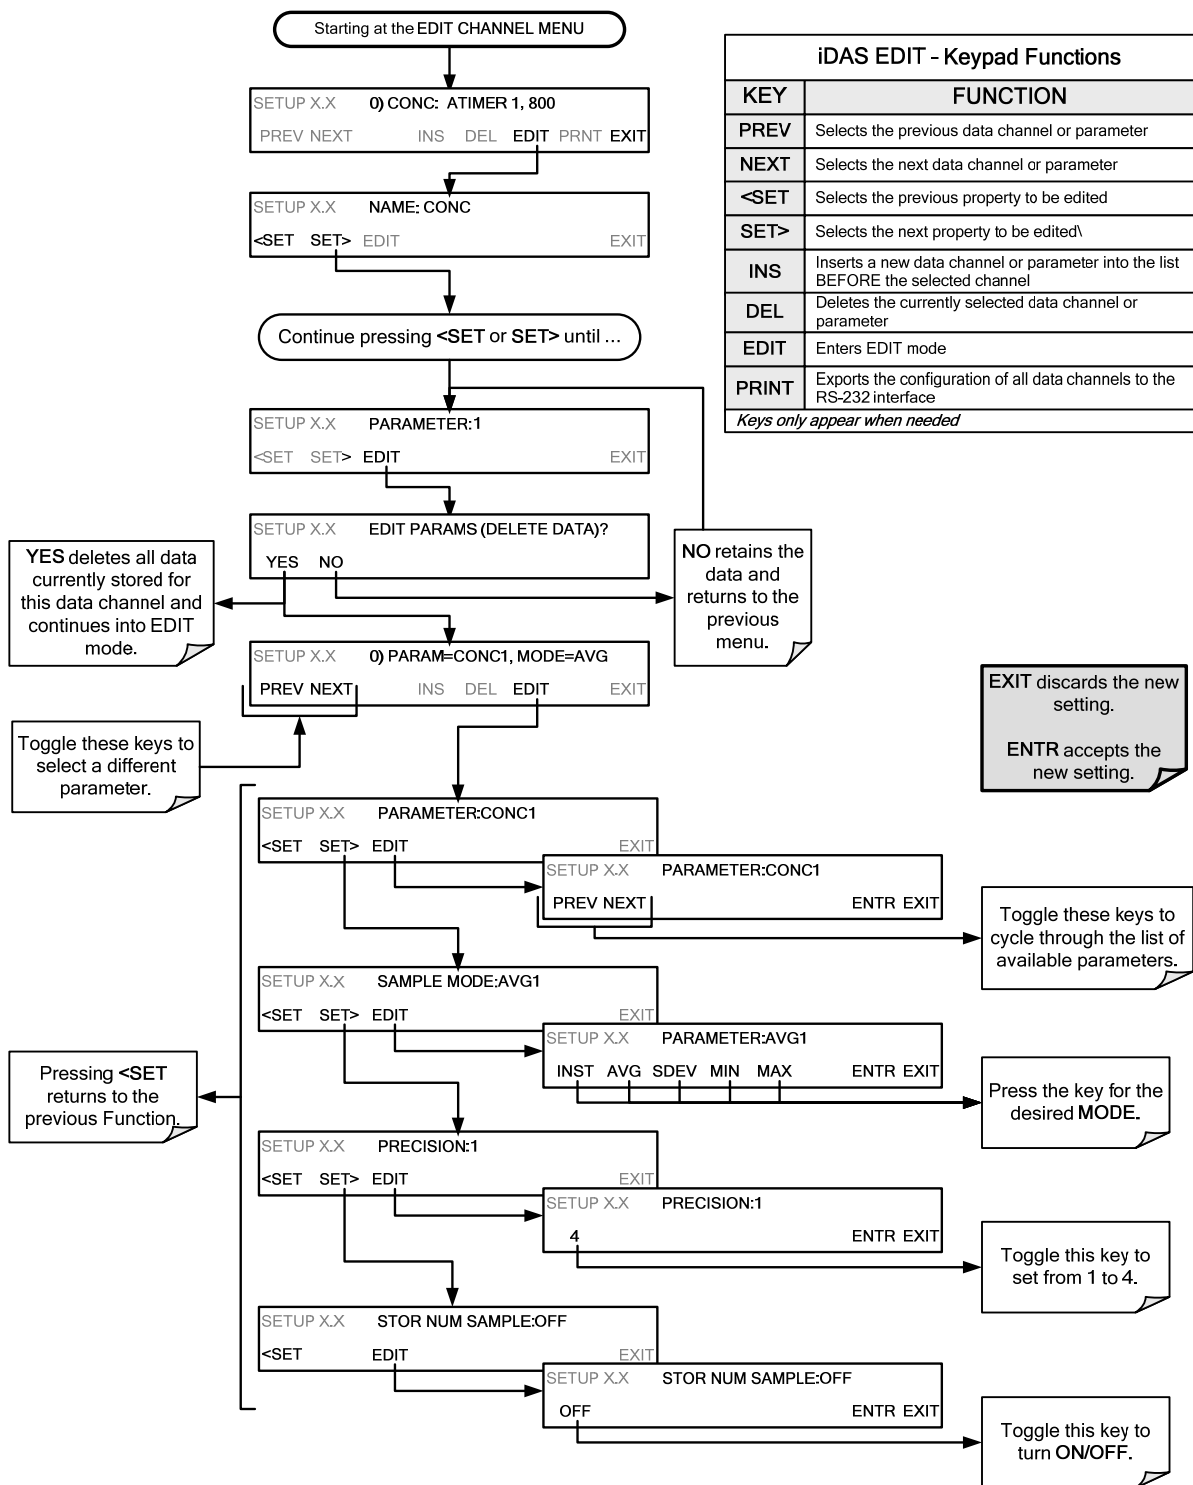 Starting at the EDIT CHANNEL MENU
SETUP X.X 0) CONC: ATIMER 1, 800
PREV NEXT INS DEL EDIT PRNT EXIT
SETUP X.X NAME: CONC
<SET SET> EDIT EXIT
Continue pressing <SET or SET> until ...
SETUP X.X PARAMETER:1
<SET SET> EDIT EXIT
SETUP X.X EDIT PARAMS (DELETE DATA)?
YES NO
YES deletes all data
currently stored for
this data channel and
continues into EDIT
mode.
NO retains the
data and
returns to the
previous
menu.
SETUP X.X 0) PARAM=CONC1, MODE=AVG
PREV NEXT INS DEL EDIT EXIT
Toggle these keys to
select a different
parameter.
iDAS EDIT – Keypad Functions
KEY FUNCTION
PREV Selects the previous data channel or parameter
NEXT Selects the next data channel or parameter
<SET Selects the previous property to be edited
SET> Selects the next property to be edited\
INS Inserts a new data channel or parameter into the list
BEFORE the selected channel
DEL Deletes the currently selected data channel or
parameter
EDIT Enters EDIT mode
PRINT Exports the configuration of all data channels to the
RS-232 interface
Keys only appear when needed
EXIT discards the new
setting.
ENTR accepts the
new setting.
SETUP X.X PARAMETER:CONC1
<SET SET> EDIT EXIT
SETUP X.X PARAMETER:CONC1
PREV NEXT ENTR EXIT
Toggle these keys to
cycle through the list of
available parameters.
SETUP X.X SAMPLE MODE:AVG1
<SET SET> EDIT EXIT
SETUP X.X PARAMETER:AVG1
INST AVG SDEV MIN MAX ENTR EXIT
Press the key for the
desired MODE.
Pressing <SET
returns to the
previous Function.
SETUP X.X PRECISION:1
<SET SET> EDIT EXIT
SETUP X.X PRECISION:1
4 ENTR EXIT
Toggle this key to
set from 1 to 4.
SETUP X.X STOR NUM SAMPLE:OFF
<SET EDIT EXIT
SETUP X.X STOR NUM SAMPLE:OFF
OFF ENTR EXIT
Toggle this key to
turn ON/OFF.